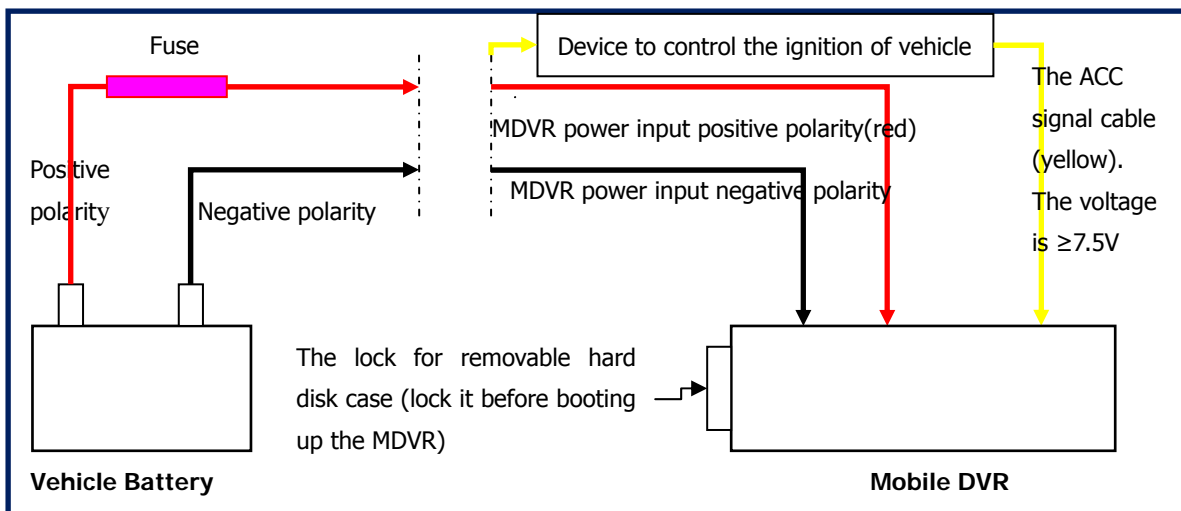 Fuse
Device to control the ignition of vehicle
The ACC
signal cable
(yellow).
The voltage
is ≥7.5V
MDVR power input positive polarity(red)
Positive
polarity
Negative polarity
MDVR power input negative polarity
The lock for removable hard
disk case (lock it before booting
up the MDVR)
Vehicle Battery
Mobile DVR